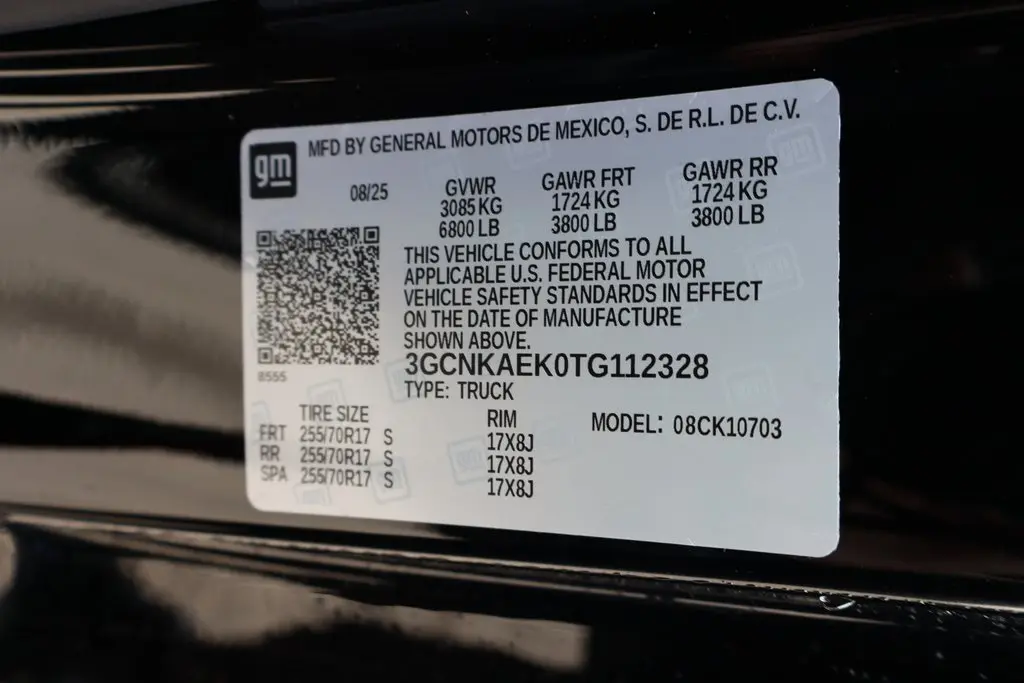 gm
MFD BY GENERAL MOTORS DE MEXICO, S. DE R.L. DE C.V.
08/25 GVWR GAWR FRT GAWR RR
3085 KG 1724 KG 1724 KG
6800 LB 3800 LB 3800 LB
THIS VEHICLE CONFORMS TO ALL
APPLICABLE U.S. FEDERAL MOTOR
VEHICLE SAFETY STANDARDS IN EFFECT
ON THE DATE OF MANUFACTURE
SHOWN ABOVE.
3GCNKAEK0TG112328
TYPE: TRUCK
TIRE SIZE RIM MODEL: 08CK10703
FRT 255/70R17 S 17X8J
RR 255/70R17 S 17X8J
SPA 255/70R17 S 17X8J